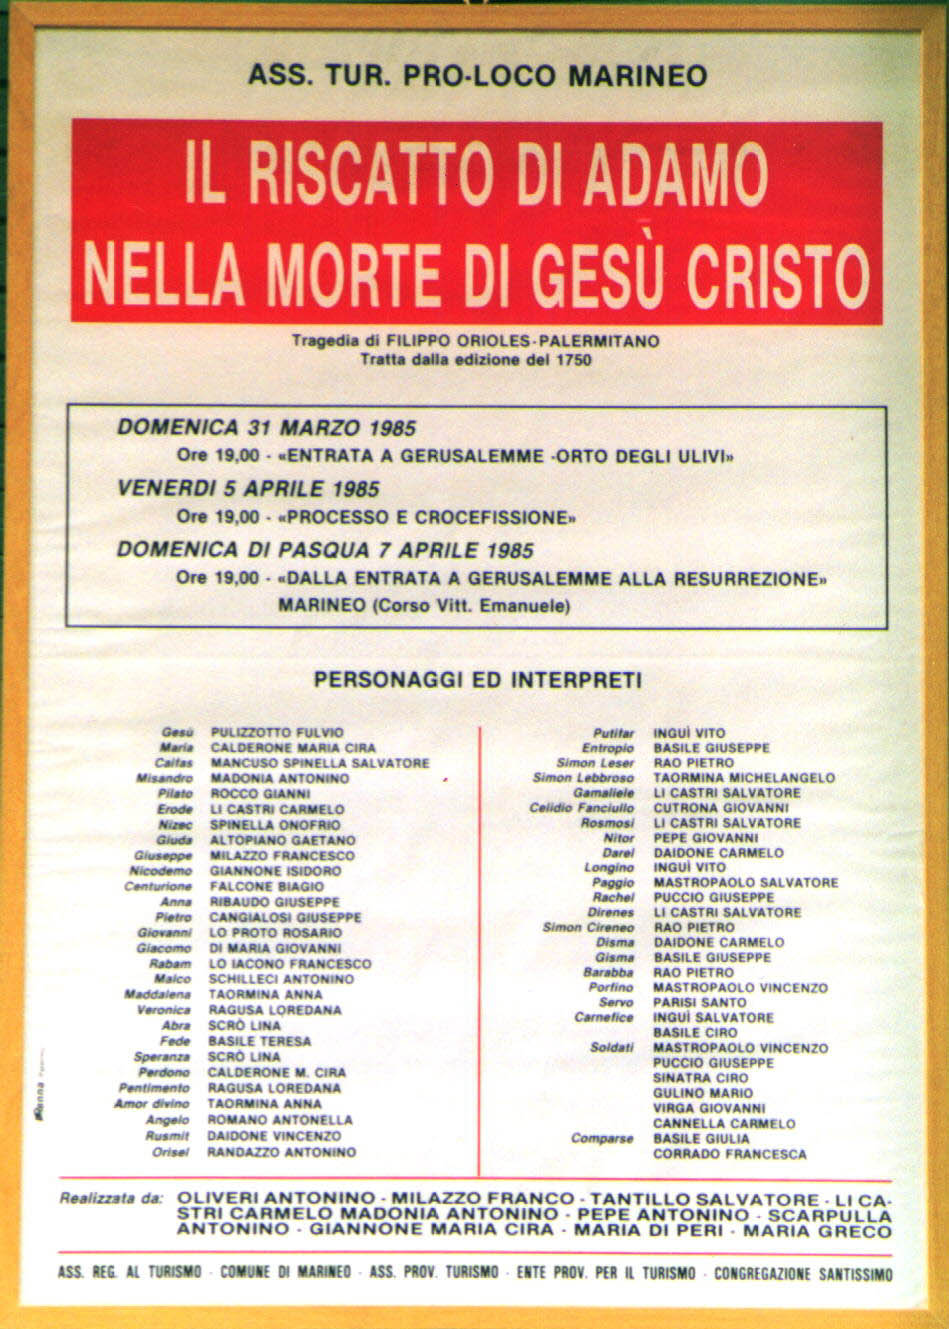 ASS. TUR. PRO-LOCO MARINEO
IL RISCATTO DI ADAMO
NELLA MORTE DI GESÙ CRISTO
Tragedia di FILIPPO ORIOLES-PALERMITANO
Tratta dalla edizione del 1750
DOMENICA 31 MARZO 1985
Ore 19,00 - «ENTRATA A GERUSALEMME -ORTO DEGLI ULIVI»
VENERDI 5 APRILE 1985
Ore 19,00 - «PROCESSO E CROCEFISSIONE»
DOMENICA DI PASQUA 7 APRILE 1985
Ore 19,00 - «DALLA ENTRATA A GERUSALEMME ALLA RESURREZIONE»
MARINEO (Corso Vitt. Emanuele)
PERSONAGGI ED INTERPRETI
Gesù PULIZZOTTO FULVIO
Maria CALDERONE MARIA CIRA
Caifas MANCUSO SPINELLA SALVATORE
Misandro MADONIA ANTONINO
Pilato ROCCO GIANNI
Erode LI CASTRI CARMELO
Nizec SPINELLA ONOFRIO
Giuda ALTOPIANO GAETANO
Giuseppe MILAZZO FRANCESCO
Nicodemo GIANNONE ISIDORO
Centurione FALCONE BIAGIO
Anna RIBAUDO GIUSEPPE
Pietro CANGIALOSI GIUSEPPE
Giovanni LO PROTO ROSARIO
Giacomo DI MARIA GIOVANNI
Rabam LO IACONO FRANCESCO
Malco SCHILLECI ANTONINO
Maddalena TAORMINA ANNA
Veronica RAGUSA LOREDANA
Abra SCRÒ LINA
Fede BASILE TERESA
Speranza SCRÒ LINA
Perdono CALDERONE M. CIRA
Pentimento RAGUSA LOREDANA
Amor divino TAORMINA ANNA
Angelo ROMANO ANTONELLA
Rusmit DAIDONE VINCENZO
Orisel RANDAZZO ANTONINO
Putifar INGUÌ VITO
Entropio BASILE GIUSEPPE
Simon Leser RAO PIETRO
Simon Lebbroso TAORMINA MICHELANGELO
Gamaliele LI CASTRI SALVATORE
Celidio Fanciullo CUTRONA GIOVANNI
Rosmosi LI CASTRI SALVATORE
Nitor PEPE GIOVANNI
Darel DAIDONE CARMELO
Longino INGUÌ VITO
Paggio MASTROPAOLO SALVATORE
Rachel PUCCIO GIUSEPPE
Direnes LI CASTRI SALVATORE
Simon Cireneo RAO PIETRO
Disma DAIDONE CARMELO
Gisma BASILE GIUSEPPE
Barabba RAO PIETRO
Porfino MASTROPAOLO VINCENZO
Servo PARISI SANTO
Carnefice INGUÌ SALVATORE
BASILE CIRO
Soldati MASTROPAOLO VINCENZO
PUCCIO GIUSEPPE
SINATRA CIRO
GULINO MARIO
VIRGA GIOVANNI
CANNELLA CARMELO
Comparse BASILE GIULIA
CORRADO FRANCESCA
Realizzata da: OLIVERI ANTONINO - MILAZZO FRANCO - TANTILLO SALVATORE - LI CA-
STRI CARMELO MADONIA ANTONINO - PEPE ANTONINO - SCARPULLA
ANTONINO - GIANNONE MARIA CIRA - MARIA DI PERI - MARIA GRECO
ASS. REG. AL TURISMO - COMUNE DI MARINEO - ASS. PROV. TURISMO - ENTE PROV. PER IL TURISMO - CONGREGAZIONE SANTISSIMO